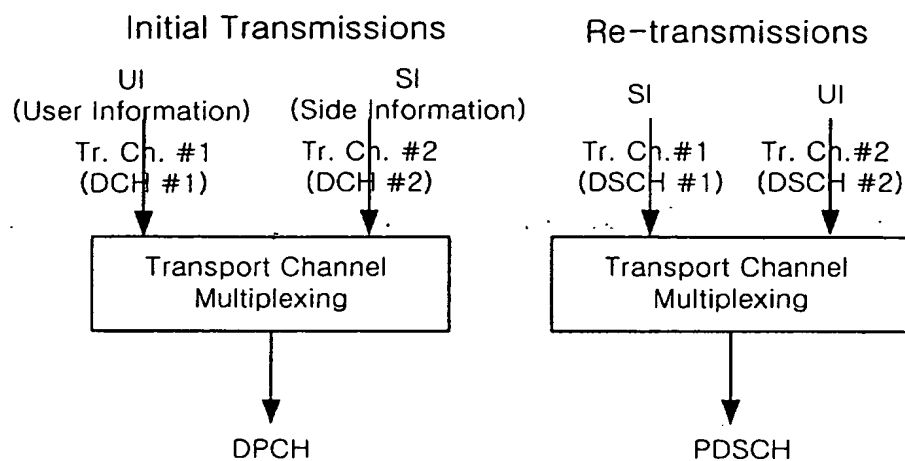 Initial Transmissions
UI
(User Information)
SI
(Side Information)
Tr. Ch. #1
(DCH #1)
Tr. Ch. #2
(DCH #2)
Transport Channel
Multiplexing
DPCH
Re-transmissions
SI
UI
Tr. Ch.#1
(DSCH #1)
Tr. Ch.#2
(DSCH #2)
Transport Channel
Multiplexing
PDSCH